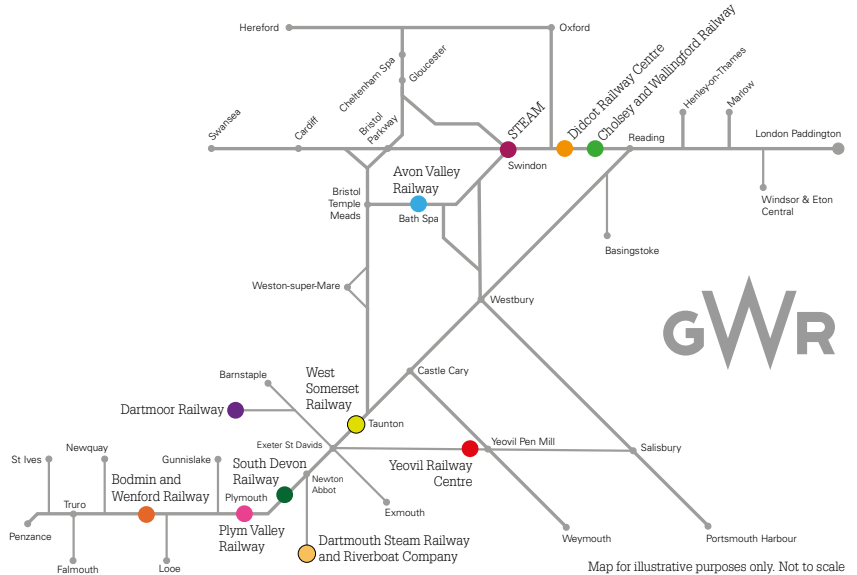 Hereford
Oxford
Cheltenham Spa
Gloucester
STEAM
Didcot Railway Centre
Cholsey and Wallingford Railway
Henley-on-Thames
Marlow
Swansea
Cardiff
Bristol
Parkway
Swindon
Reading
London Paddington
Avon Valley
Railway
Bristol
Temple
Meads
Bath Spa
Windsor & Eton
Central
Basingstoke
Weston-super-Mare
Westbury
GWR
Castle Cary
Barnstaple
West
Somerset
Railway
Dartmoor Railway
Taunton
Exeter St Davids
Yeovil Pen Mill
Salisbury
Yeovil Railway
Centre
St Ives
Newquay
Gunnislake
South Devon
Railway
Newton
Abbot
Bodmin and
Wenford Railway
Plymouth
Truro
Exmouth
Penzance
Plym Valley
Railway
Dartmouth Steam Railway
and Riverboat Company
Weymouth
Portsmouth Harbour
Falmouth
Looe
Map for illustrative purposes only. Not to scale